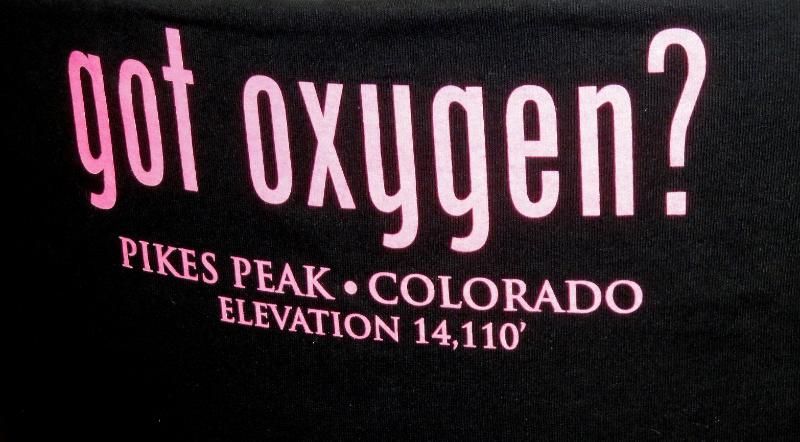 got oxygen?
PIKES PEAK • COLORADO
ELEVATION 14,110'